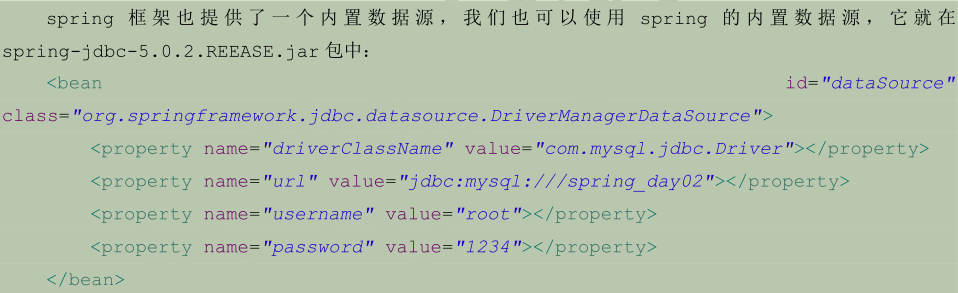 spring 框架也提供了一个内置数据源，我们也可以使用 spring 的内置数据源，它就在
spring-jdbc-5.0.2.REEASE.jar 包中：
<bean id="dataSource"
class="org.springframework.jdbc.datasource.DriverManagerDataSource">
<property name="driverClassName" value="com.mysql.jdbc.Driver"></property>
<property name="url" value="jdbc:mysql:///spring_day02"></property>
<property name="username" value="root"></property>
<property name="password" value="1234"></property>
</bean>